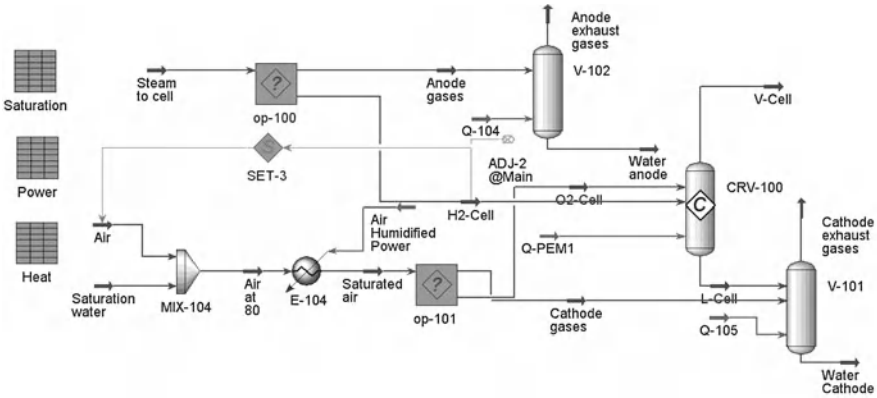 Anode
exhaust
gases
V-102
Saturation
Steam
to cell
?
op-100
Anode
gases
V-Cell
Q-104
Water
anode
Power
S
SET-3
ADJ-2
@Main
O2-Cell
CRV-100
C
H2-Cell
Air
Air
Humidified
Power
Q-PEM1
Cathode
exhaust
gases
Heat
Saturation
water
MIX-104
Air
at
80
E-104
Saturated
air
?
op-101
Cathode
gases
L-Cell
V-101
Q-105
Water
Cathode